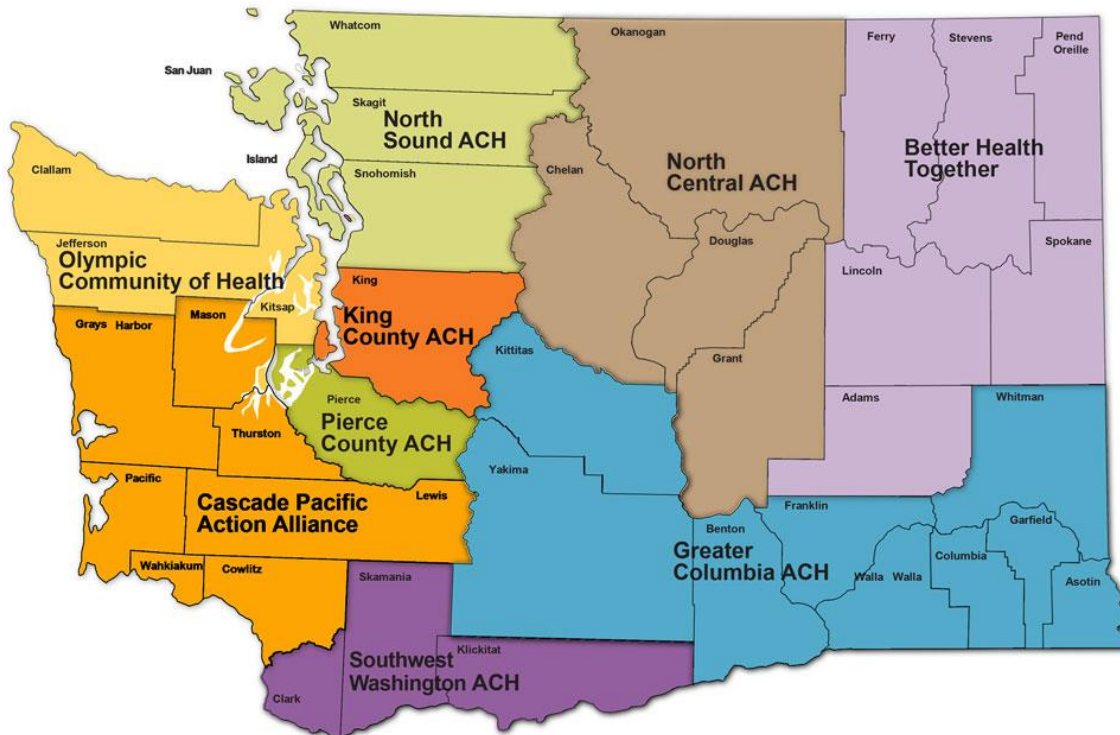 Whatcom
Okanogan
Ferry
Stevens
Pend
Oreille
San Juan
Skagit
North
Sound ACH
Island
Snohomish
Chelan
North
Central ACH
Better Health
Together
Clallam
Jefferson
Olympic
Community of Health
Kitsap
Douglas
Spokane
Lincoln
King
King
County ACH
Grays Harbor
Mason
Kittitas
Grant
Pierce
Pierce
County ACH
Adams
Whitman
Thurston
Yakima
Pacific
Lewis
Cascade Pacific
Action Alliance
Franklin
Benton
Garfield
Greater
Columbia ACH
Columbia
Wahkiakum
Cowlitz
Skamania
Walla Walla
Asotin
Klickitat
Southwest
Washington ACH
Clark